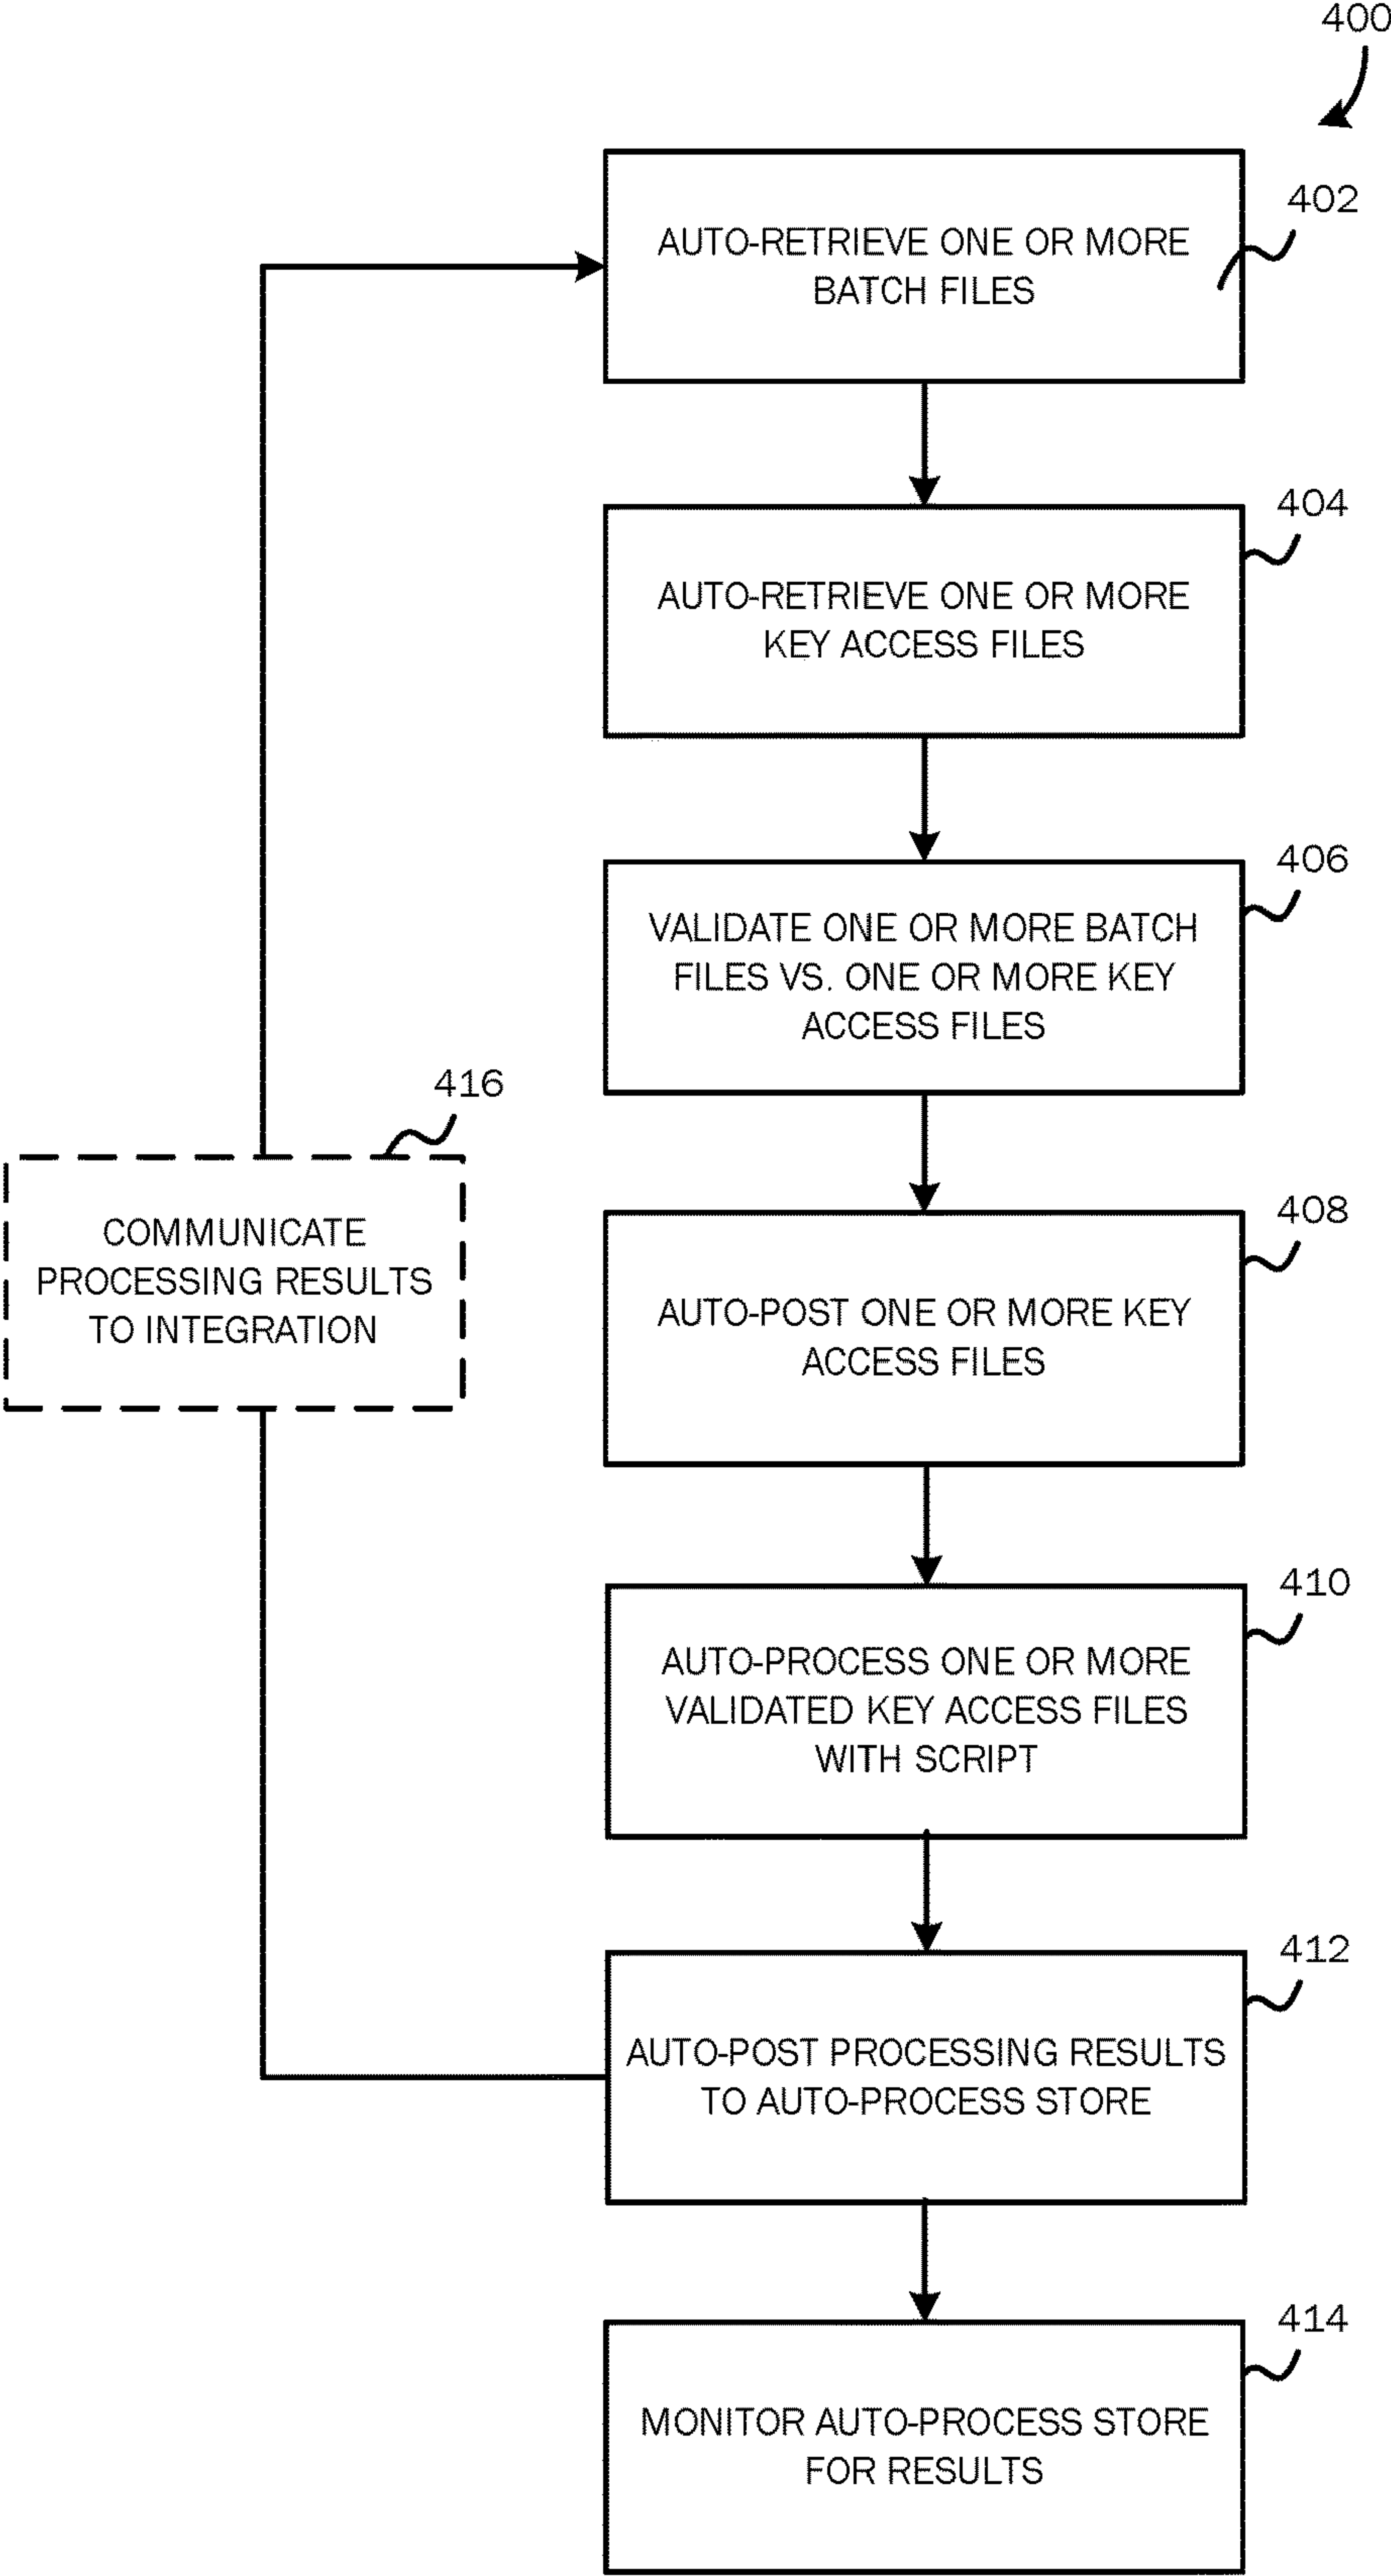 400
402
AUTO-RETRIEVE ONE OR MORE
BATCH FILES
404
AUTO-RETRIEVE ONE OR MORE
KEY ACCESS FILES
406
VALIDATE ONE OR MORE BATCH
FILES VS. ONE OR MORE KEY
ACCESS FILES
416
COMMUNICATE
PROCESSING RESULTS
TO INTEGRATION
408
AUTO-POST ONE OR MORE KEY
ACCESS FILES
410
AUTO-PROCESS ONE OR MORE
VALIDATED KEY ACCESS FILES
WITH SCRIPT
412
AUTO-POST PROCESSING RESULTS
TO AUTO-PROCESS STORE
414
MONITOR AUTO-PROCESS STORE
FOR RESULTS